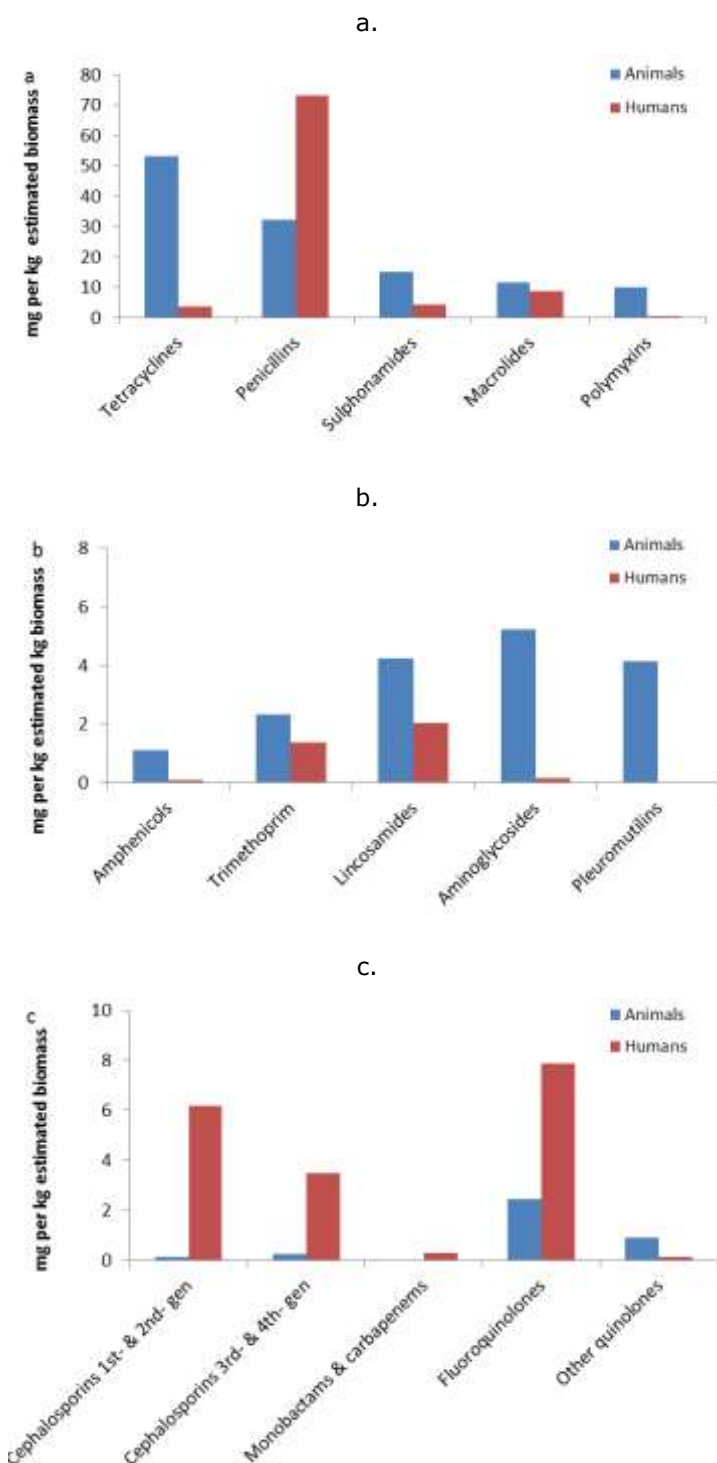 a.
mg per kg estimated biomass a
80
70
60
50
40
30
20
10
0
Animals
Humans
Tetracyclines
Penicillins
Sulphonamides
Macrolides
Polymyxins
b.
mg per kg estimated kg biomass b
8
6
4
2
0
Animals
Humans
Amphenicols
Trimethoprim
Lincosamides
Aminoglycosides
Pleuromutilins
c.
mg per kg estimated biomass c
10
8
6
4
2
0
Animals
Humans
Cephalosporins 1st- & 2nd- gen
Cephalosporins 3rd- & 4th- gen
Monobactams & carbapenems
Fluoroquinolones
Other quinolones